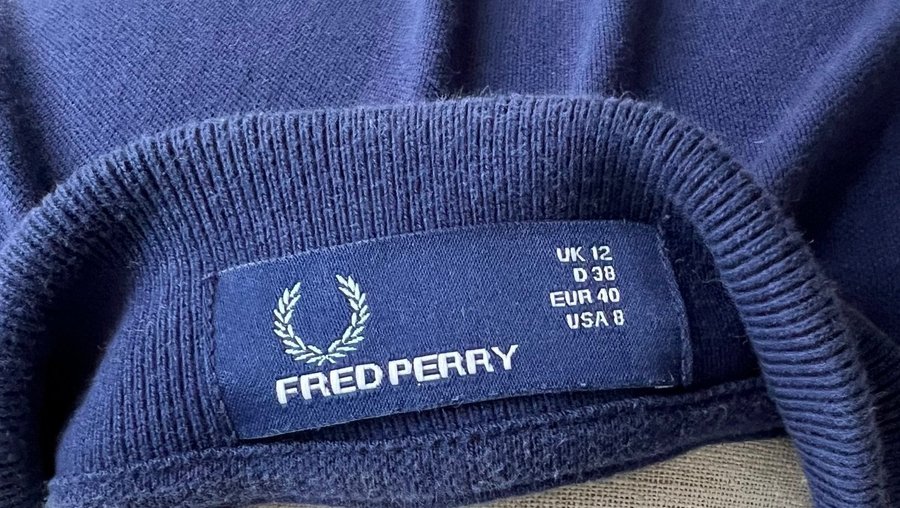 UK 12
D 38
EUR 40
USA 8
FRED PERRY